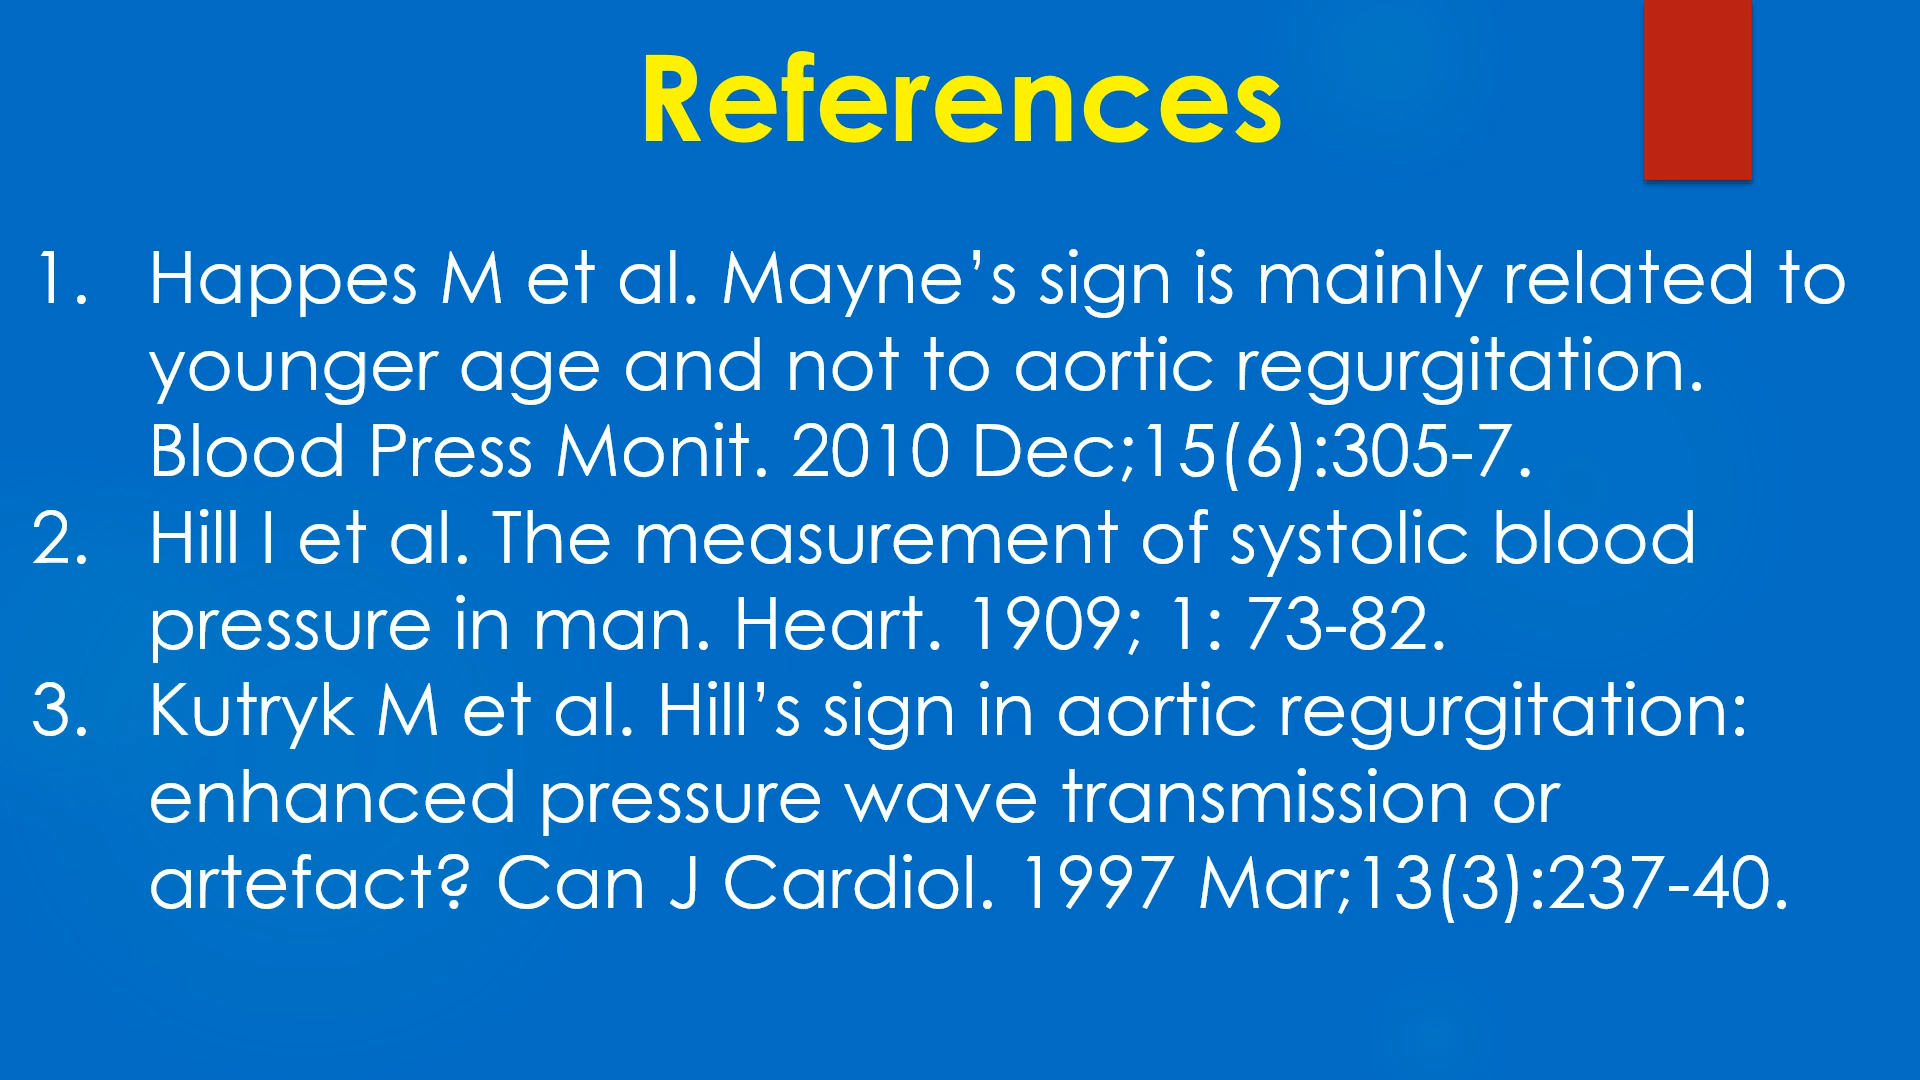 References
1. Happes M et al. Mayne’s sign is mainly related to
younger age and not to aortic regurgitation.
Blood Press Monit. 2010 Dec;15(6):305-7.
2. Hill I et al. The measurement of systolic blood
pressure in man. Heart. 1909; 1: 73-82.
3. Kutryk M et al. Hill’s sign in aortic regurgitation:
enhanced pressure wave transmission or
artefact? Can J Cardiol. 1997 Mar;13(3):237-40.